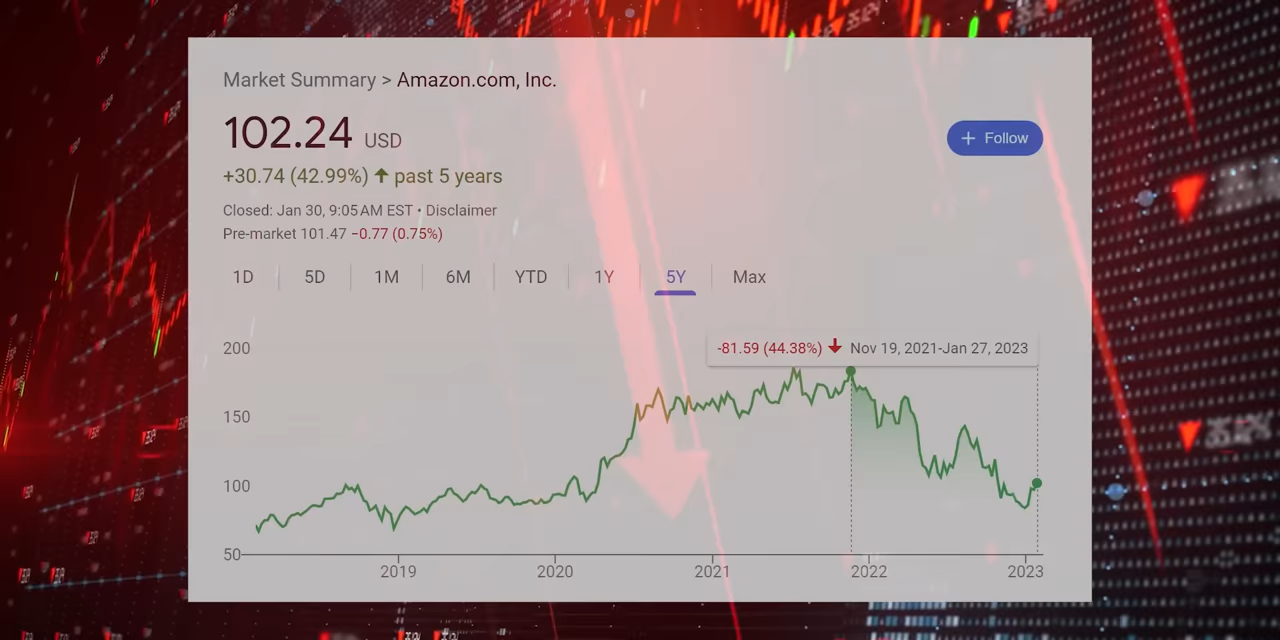 Market Summary > Amazon.com, Inc.
102.24 USD
+ Follow
+30.74 (42.99%) ↑ past 5 years
Closed: Jan 30, 9:05 AM EST • Disclaimer
Pre-market 101.47 −0.77 (0.75%)
1D 5D 1M 6M YTD 1Y 5Y Max
-81.59 (44.38%) ↓ Nov 19, 2021-Jan 27, 2023
200
150
100
50
2019 2020 2021 2022 2023